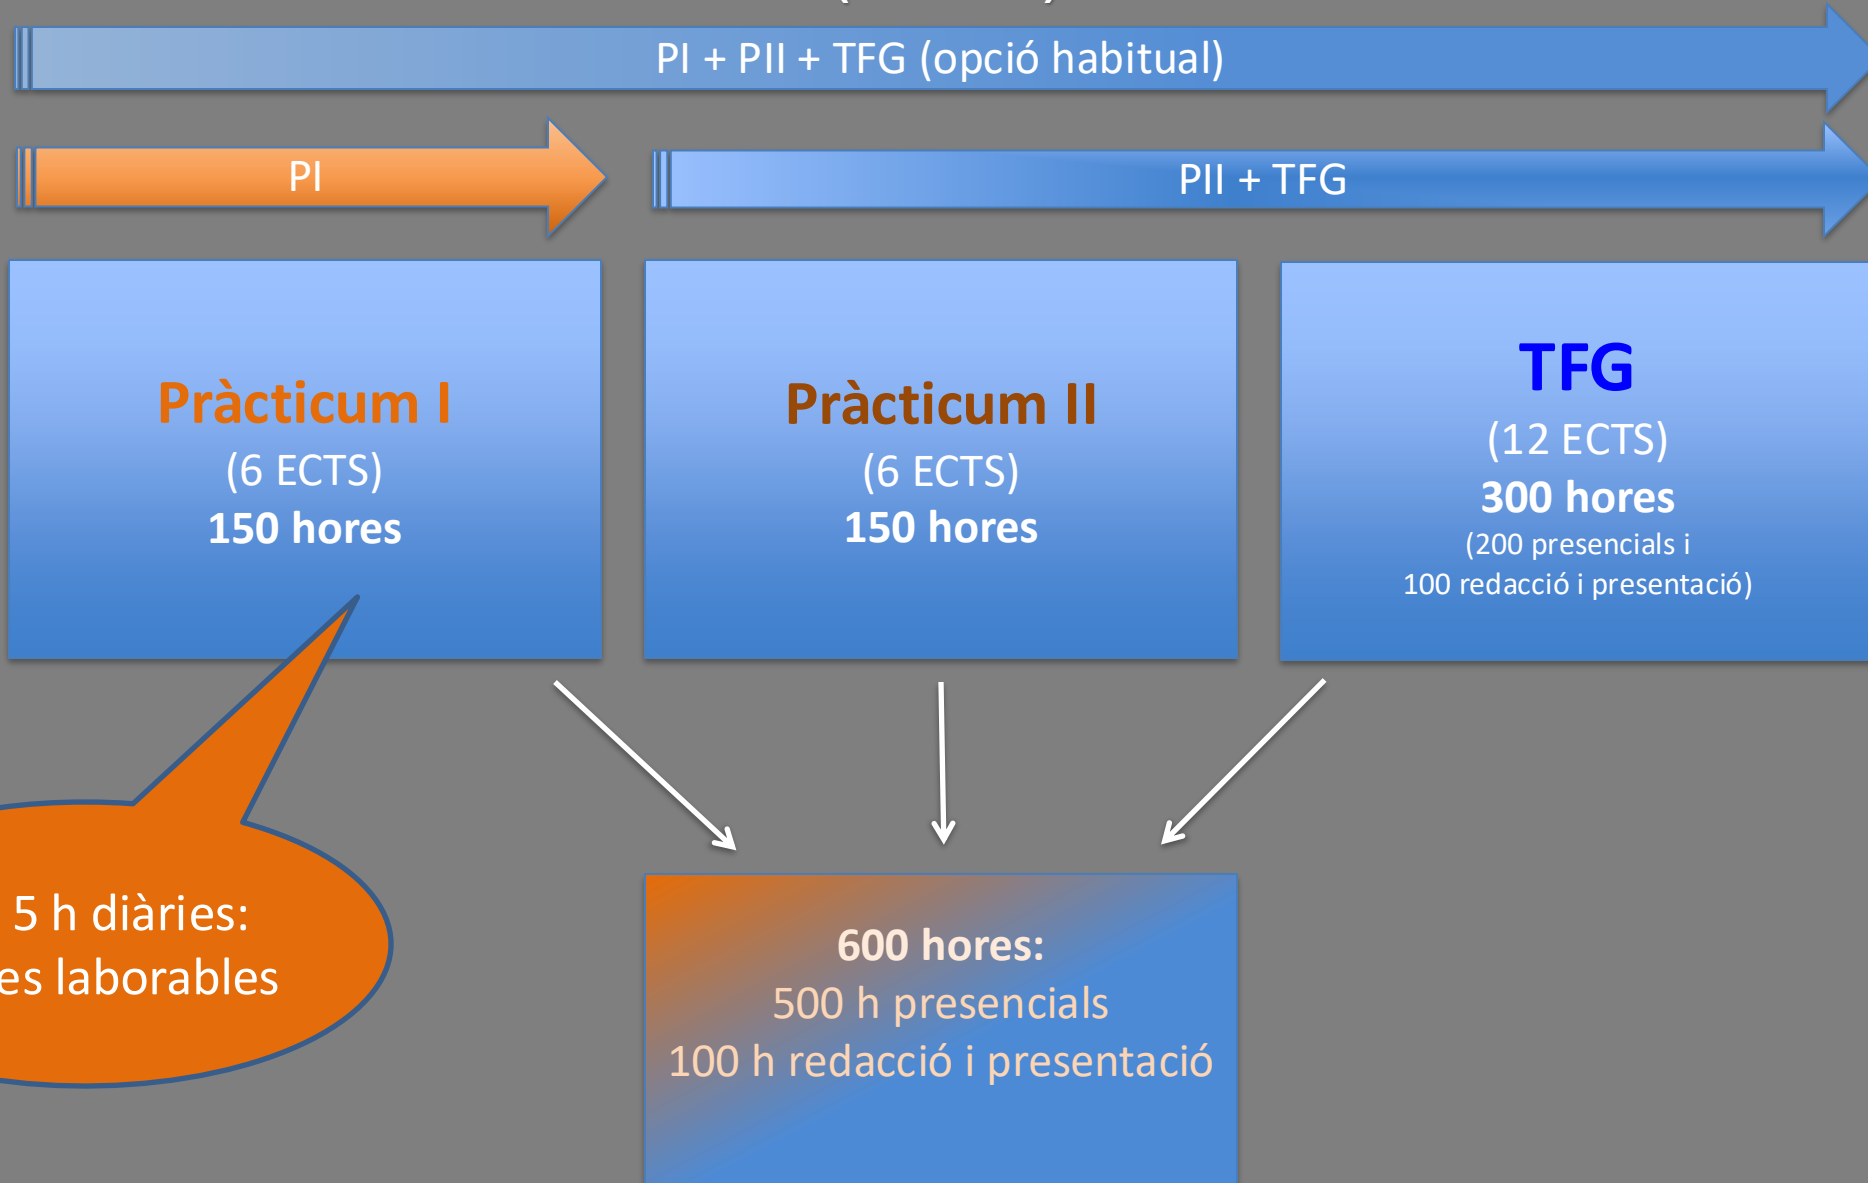 PI + PII + TFG (opció habitual)
PI
PII + TFG
Pràcticum I
(6 ECTS)
150 hores
Pràcticum II
(6 ECTS)
150 hores
TFG
(12 ECTS)
300 hores
(200 presencials i
100 redacció i presentació)
5 h diàries:
es laborables
600 hores:
500 h presencials
100 h redacció i presentació